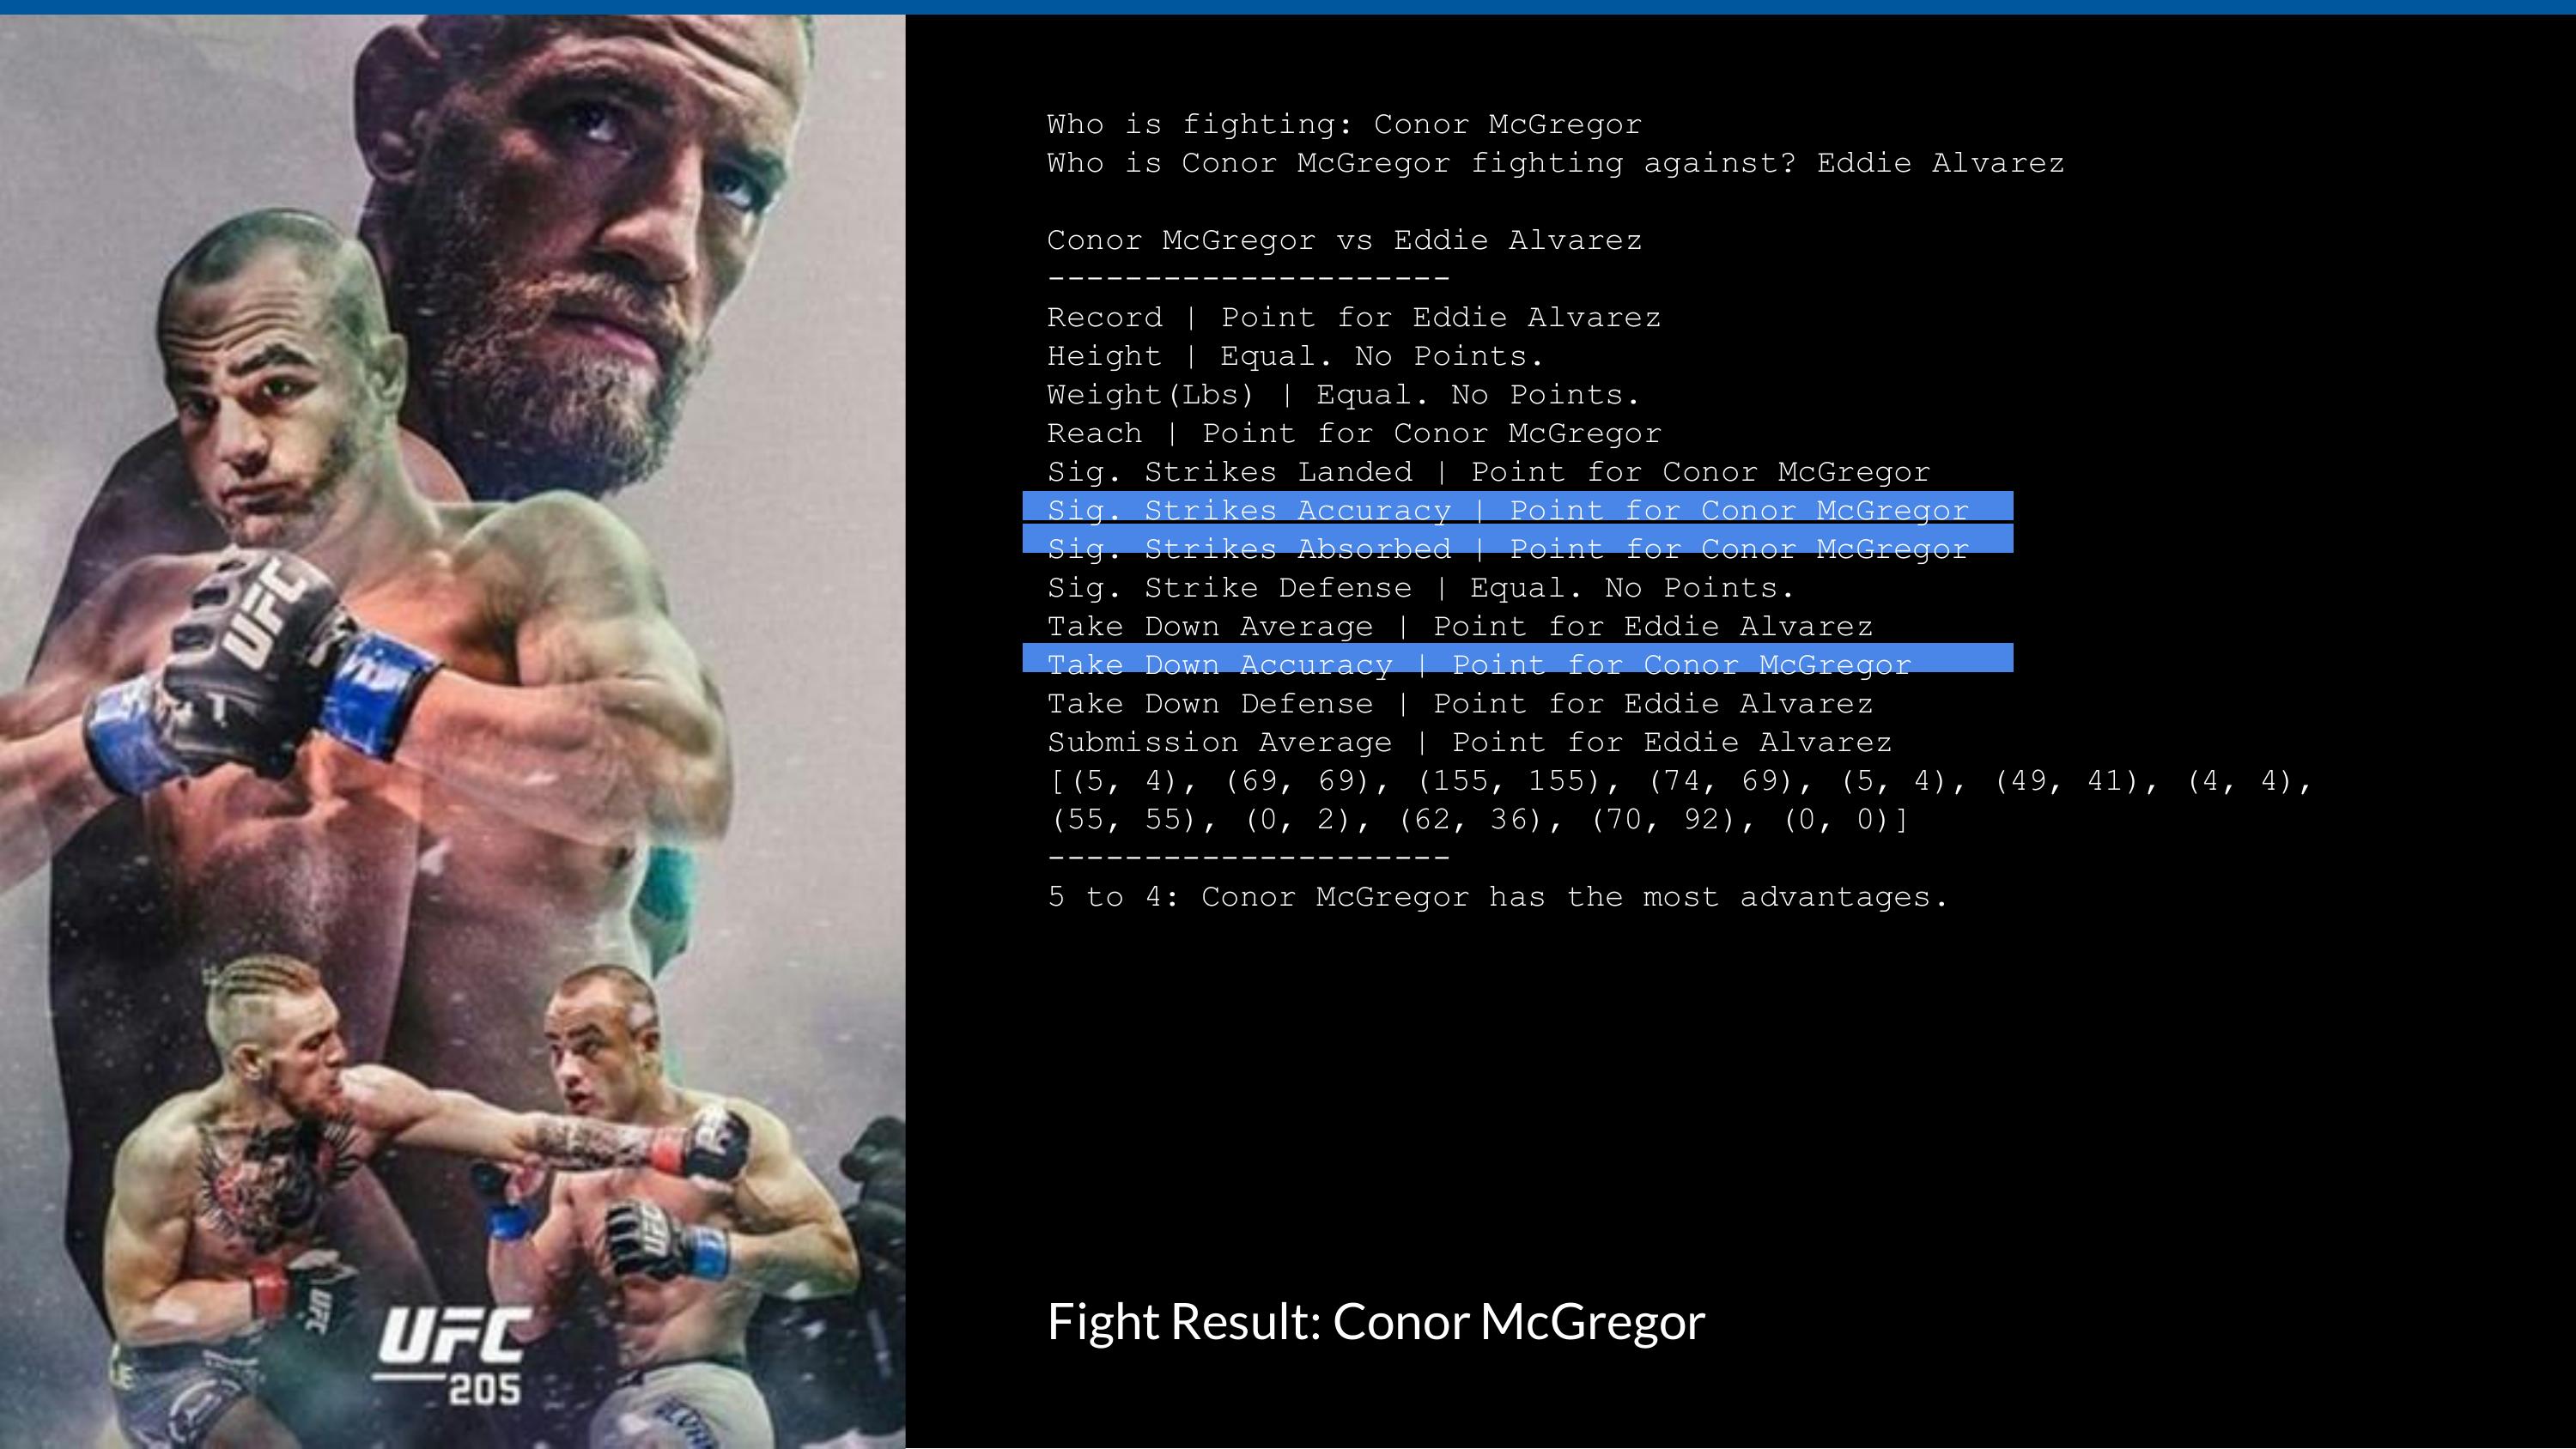 Who is fighting: Conor McGregor
Who is Conor McGregor fighting against? Eddie Alvarez
Conor McGregor vs Eddie Alvarez
---------------------
Record | Point for Eddie Alvarez
Height | Equal. No Points.
Weight(Lbs) | Equal. No Points.
Reach | Point for Conor McGregor
Sig. Strikes Landed | Point for Conor McGregor
Sig. Strikes Accuracy | Point for Conor McGregor
Sig. Strikes Absorbed | Point for Conor McGregor
Sig. Strike Defense | Equal. No Points.
Take Down Average | Point for Eddie Alvarez
Take Down Accuracy | Point for Conor McGregor
Take Down Defense | Point for Eddie Alvarez
Submission Average | Point for Eddie Alvarez
[(5, 4), (69, 69), (155, 155), (74, 69), (5, 4), (49, 41), (4, 4),
(55, 55), (0, 2), (62, 36), (70, 92), (0, 0)]
---------------------
5 to 4: Conor McGregor has the most advantages.
Fight Result: Conor McGregor
UFC
UFC
UFC
UFC
205